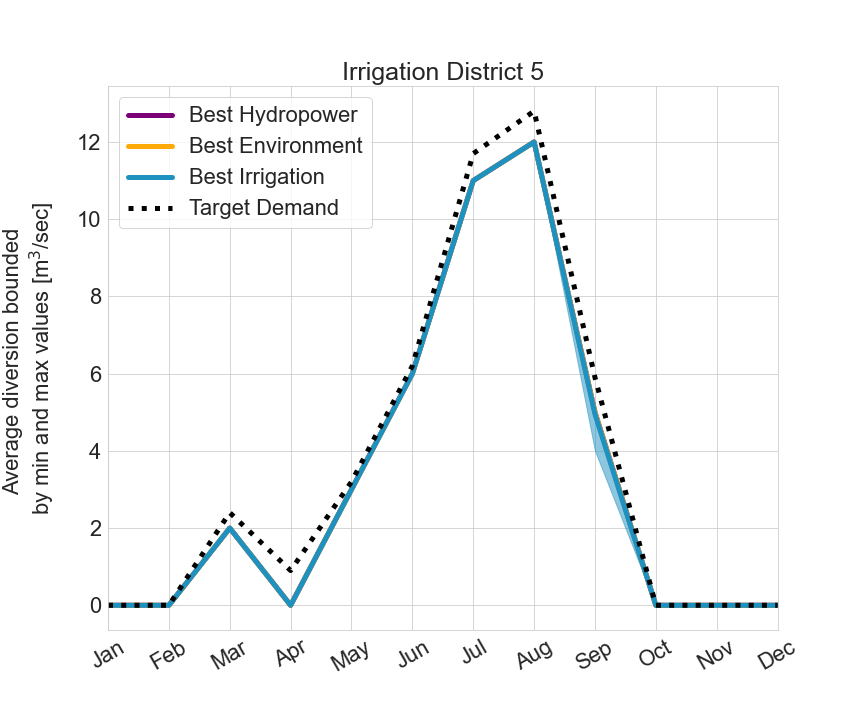 Irrigation District 5
Best Hydropower
Best Environment
Best Irrigation
Target Demand
Average diversion bounded
by min and max values [m³/sec]
12
10
8
6
4
2
0
Jan Feb Mar Apr May Jun Jul Aug Sep Oct Nov Dec